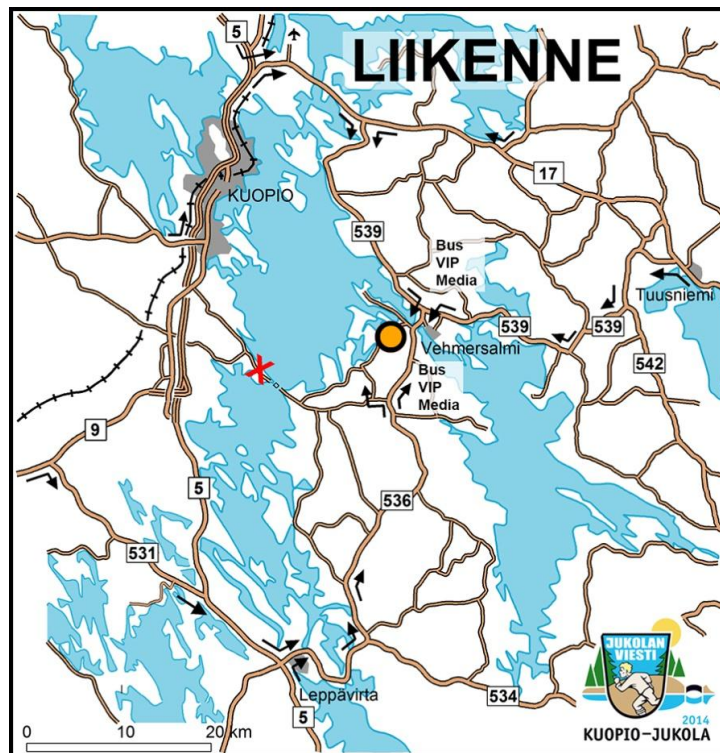 5
LIIKENNE
KUOPIO
17
539
Bus
VIP
Media
Tuusniemi
539
539
Vehmersalmi
542
Bus
VIP
Media
9
5
536
531
JUKOLAN
VIESTI
Leppävirta
534
2014
KUOPIO-JUKOLA
5
0 10 20 km